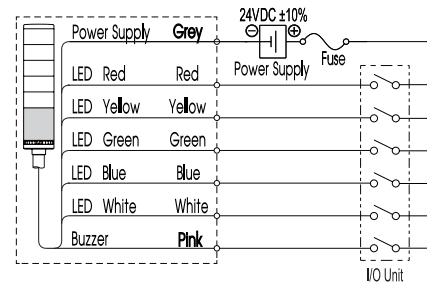 24VDC ±10%
Power Supply Grey
⊖ ⊕
Power Supply
Fuse
LED Red Red
LED Yellow Yellow
LED Green Green
LED Blue Blue
LED White White
Buzzer Pink
I/O Unit